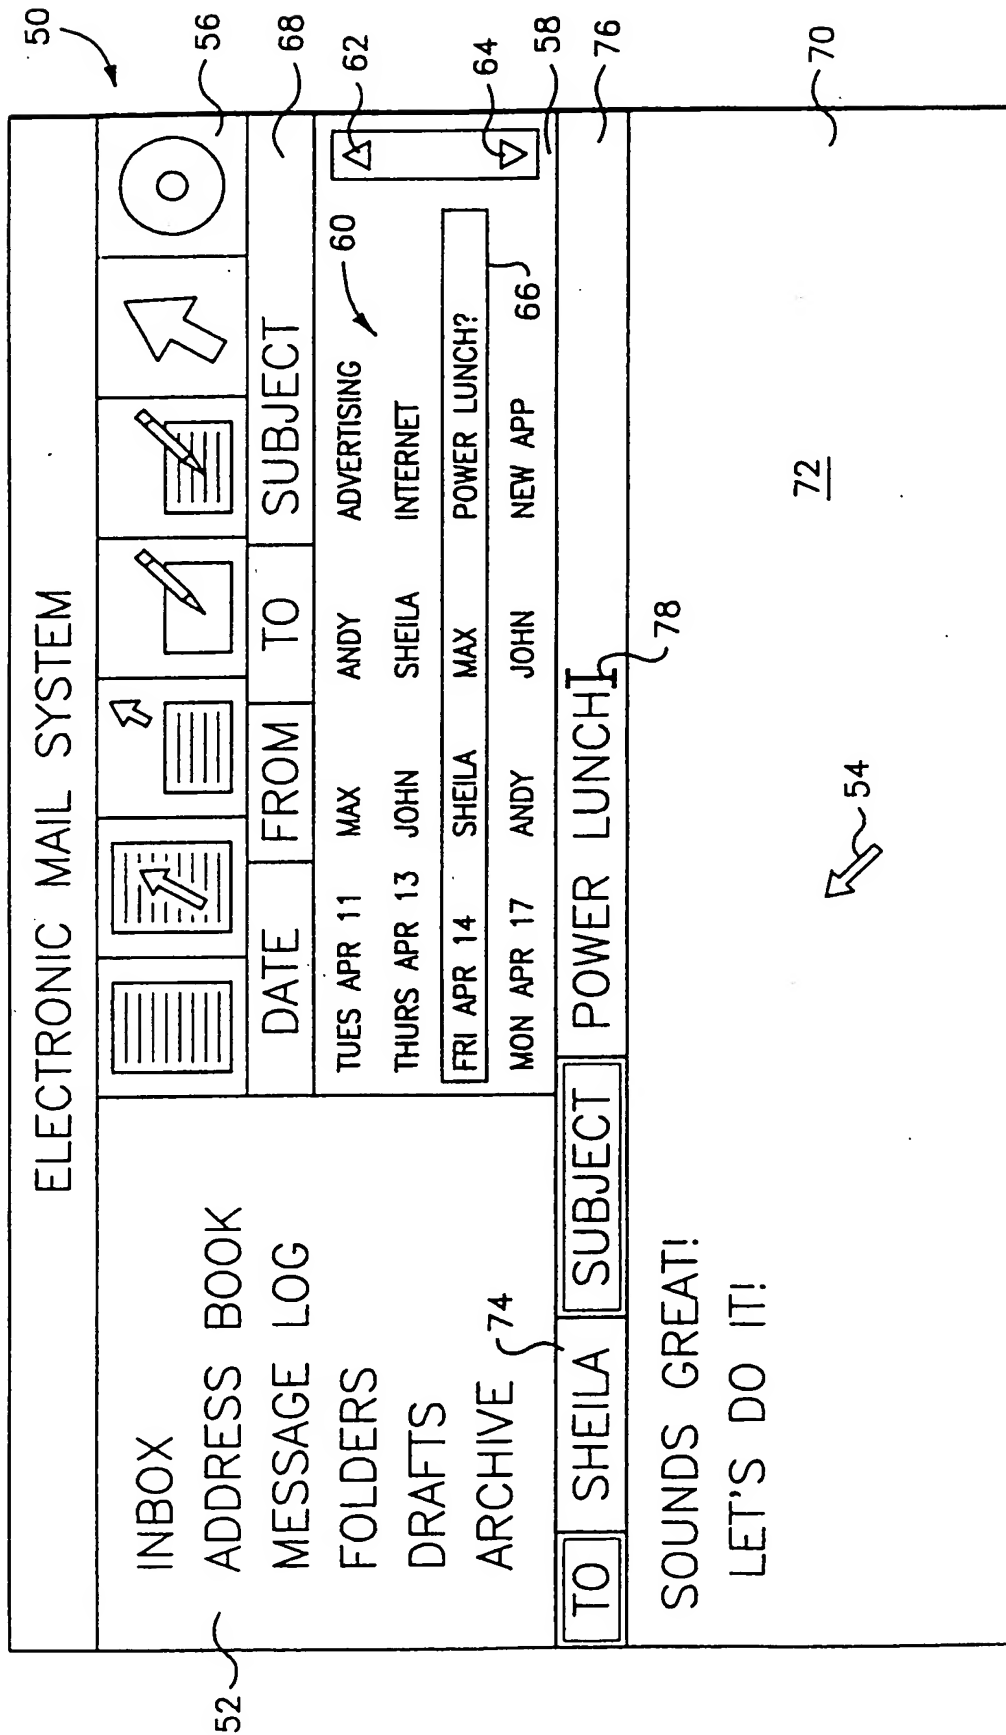 ELECTRONIC MAIL SYSTEM
50
52
INBOX
ADDRESS BOOK
MESSAGE LOG
FOLDERS
DRAFTS
ARCHIVE
56
DATE FROM TO SUBJECT
68
TUES APR 11 MAX ANDY ADVERTISING
THURS APR 13 JOHN SHEILA INTERNET
FRI APR 14 SHEILA MAX POWER LUNCH?
MON APR 17 ANDY JOHN NEW APP
60
62
66
64
58
74
TO SHEILA SUBJECT POWER LUNCH
76
78
SOUNDS GREAT!
LET'S DO IT!
54
72
70